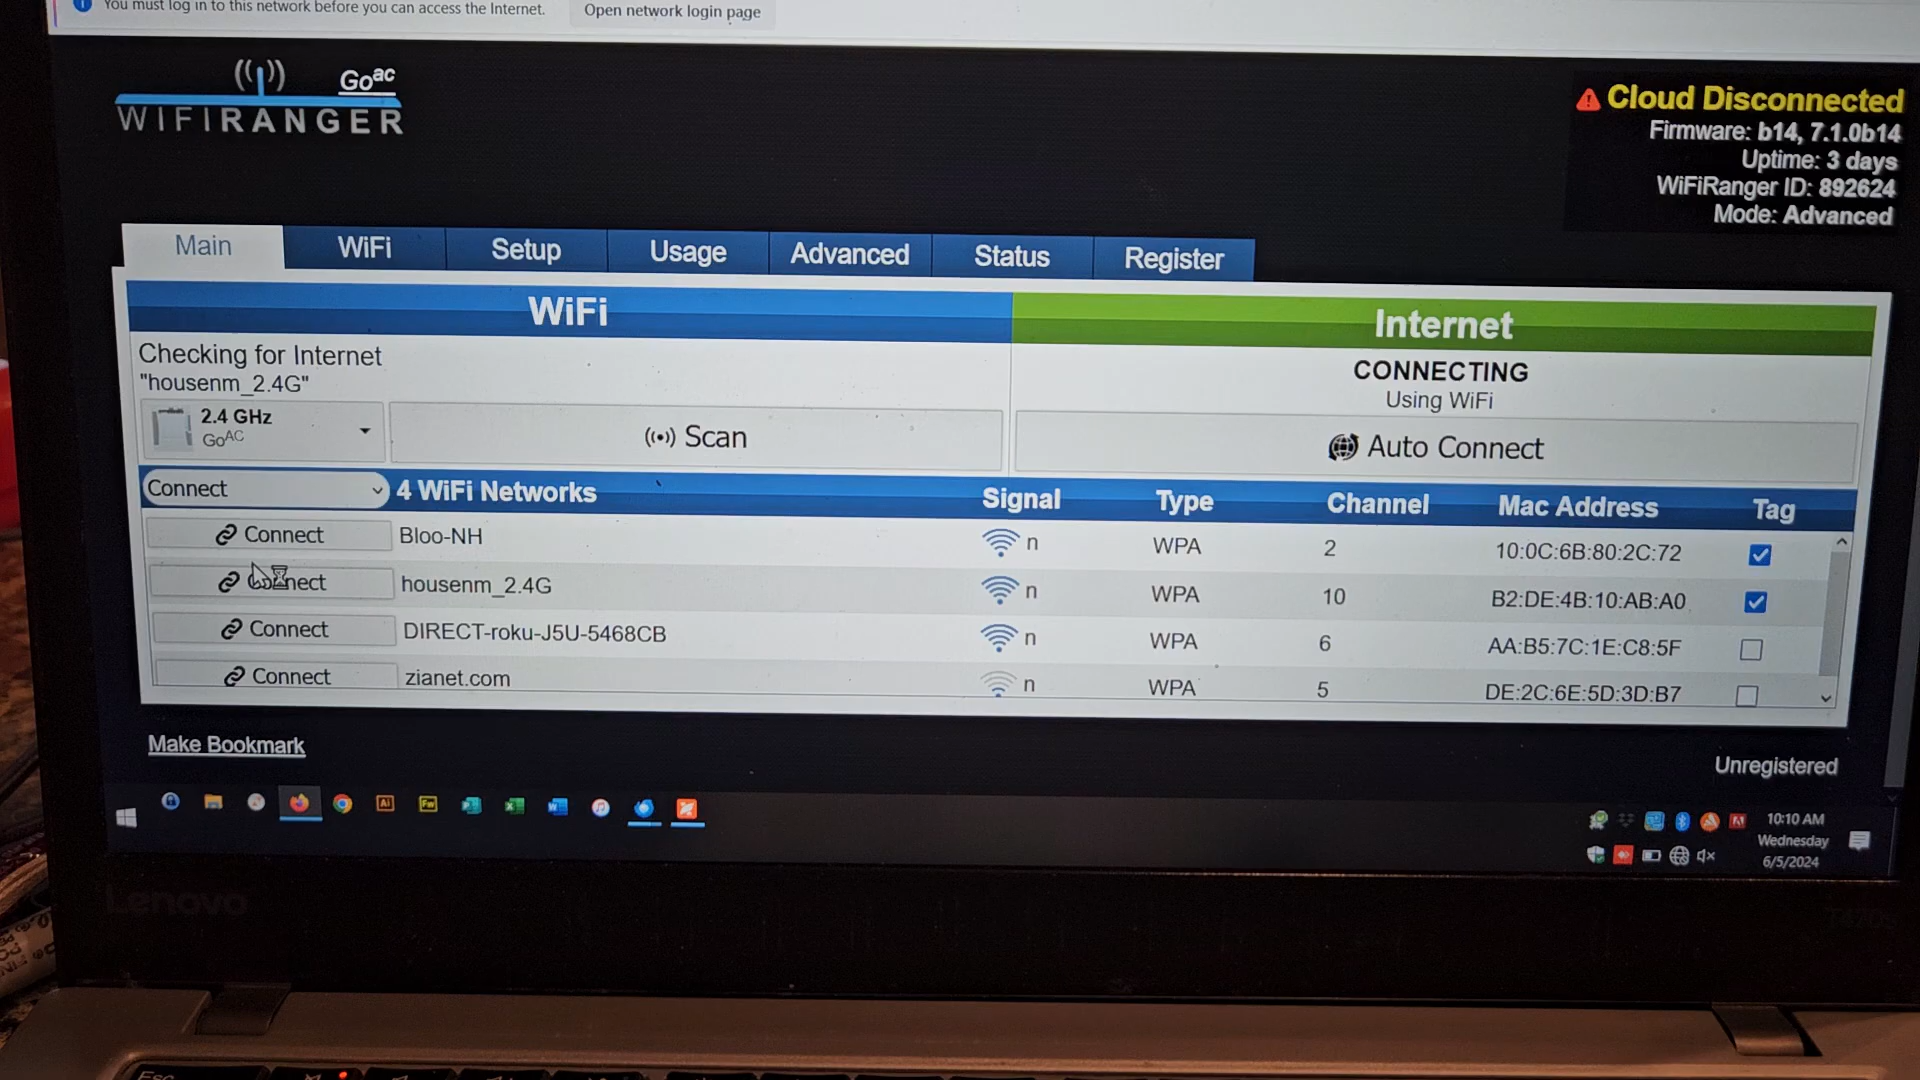 You must log in to this network before you can access the Internet. Open network login page
Go ac
WIFIRANGER
Cloud Disconnected
Firmware: b14, 7.1.0b14
Uptime: 3 days
WiFiRanger ID: 892624
Mode: Advanced
Main WiFi Setup Usage Advanced Status Register
WiFi Internet
Checking for Internet
"housenm_2.4G"
CONNECTING
Using WiFi
2.4 GHz
GoAC
Scan
Auto Connect
Connect 4 WiFi Networks Signal Type Channel Mac Address Tag
Connect Bloo-NH n WPA 2 10:0C:6B:80:2C:72
Connect housenm_2.4G n WPA 10 B2:DE:4B:10:AB:A0
Connect DIRECT-roku-J5U-5468CB n WPA 6 AA:B5:7C:1E:C8:5F
Connect zianet.com n WPA 5 DE:2C:6E:5D:3D:B7
Make Bookmark
Unregistered
Ai Fw
10:10 AM
Wednesday
6/5/2024
Lenovo
T470s
Esc